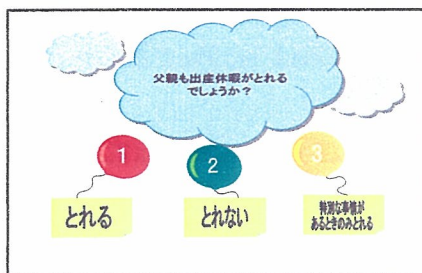 父親も出産休暇がとれる
でしょうか？
1
2
3
とれる
とれない
特別な事情が
あるときのみとれる